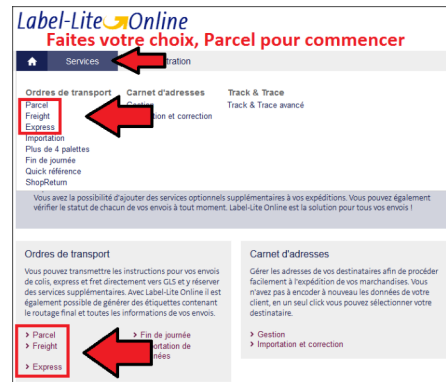 Label-Lite Online
Faites votre choix, Parcel pour commencer
Services
tration
Ordres de transport Carnet d'adresses Track & Trace
Parcel Track & Trace avancé
Freight tion et correction
Express
Importation
Plus de 4 palettes
Fin de journée
Quick référence
ShopReturn
Vous avez la possibilité d'ajouter des services optionnels supplémentaires à vos expéditions. Vous pouvez également
vérifier le statut de chacun de vos envois à tout moment. Label-Lite Online est la solution pour tous vos envois !
Ordres de transport
Vous pouvez transmettre les instructions pour vos envois
de colis, express et fret directement vers GLS et y réserver
des services supplémentaires. Avec Label-Lite Online il est
également possible de générer des étiquettes contenant
le routage final et toutes les informations de vos envois.
> Parcel > Fin de journée
> Freight ortation de
nées
> Express
Carnet d'adresses
Gérer les adresses de vos destinataires afin de procéder
facilement à l'expédition de vos marchandises. Vous
n'avez pas à encoder à nouveau les données de votre
client, en un seul click vous pouvez sélectionner votre
destinataire.
> Gestion
> Importation et correction